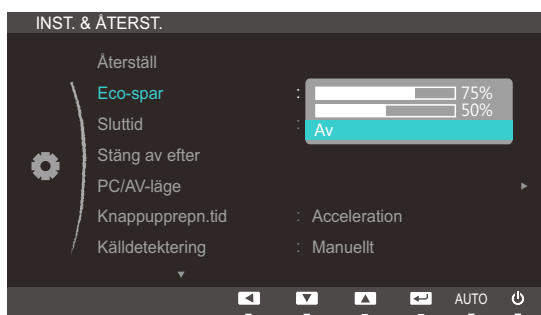 INST. & ÅTERST.
Återställ
Eco-spar : 75%
50%
Sluttid : Av
Stäng av efter
PC/AV-läge
Knappupprepn.tid : Acceleration
Källdetektering : Manuellt
AUTO